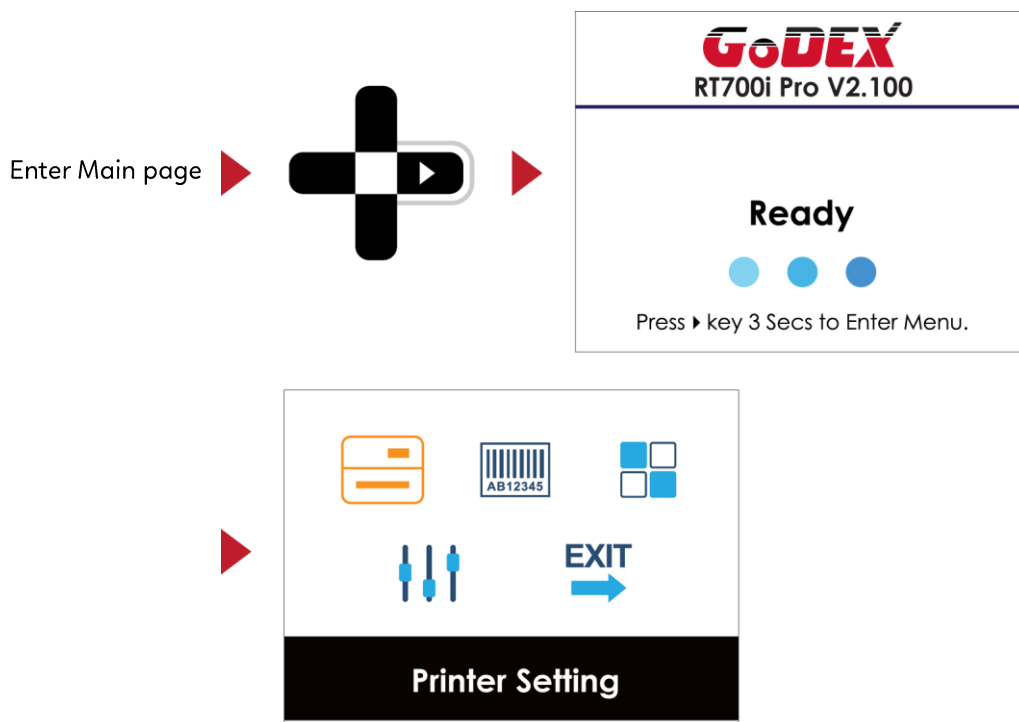 Enter Main page
GoDEX
RT700i Pro V2.100
Ready
Press ▸ key 3 Secs to Enter Menu.
AB12345
EXIT
Printer Setting